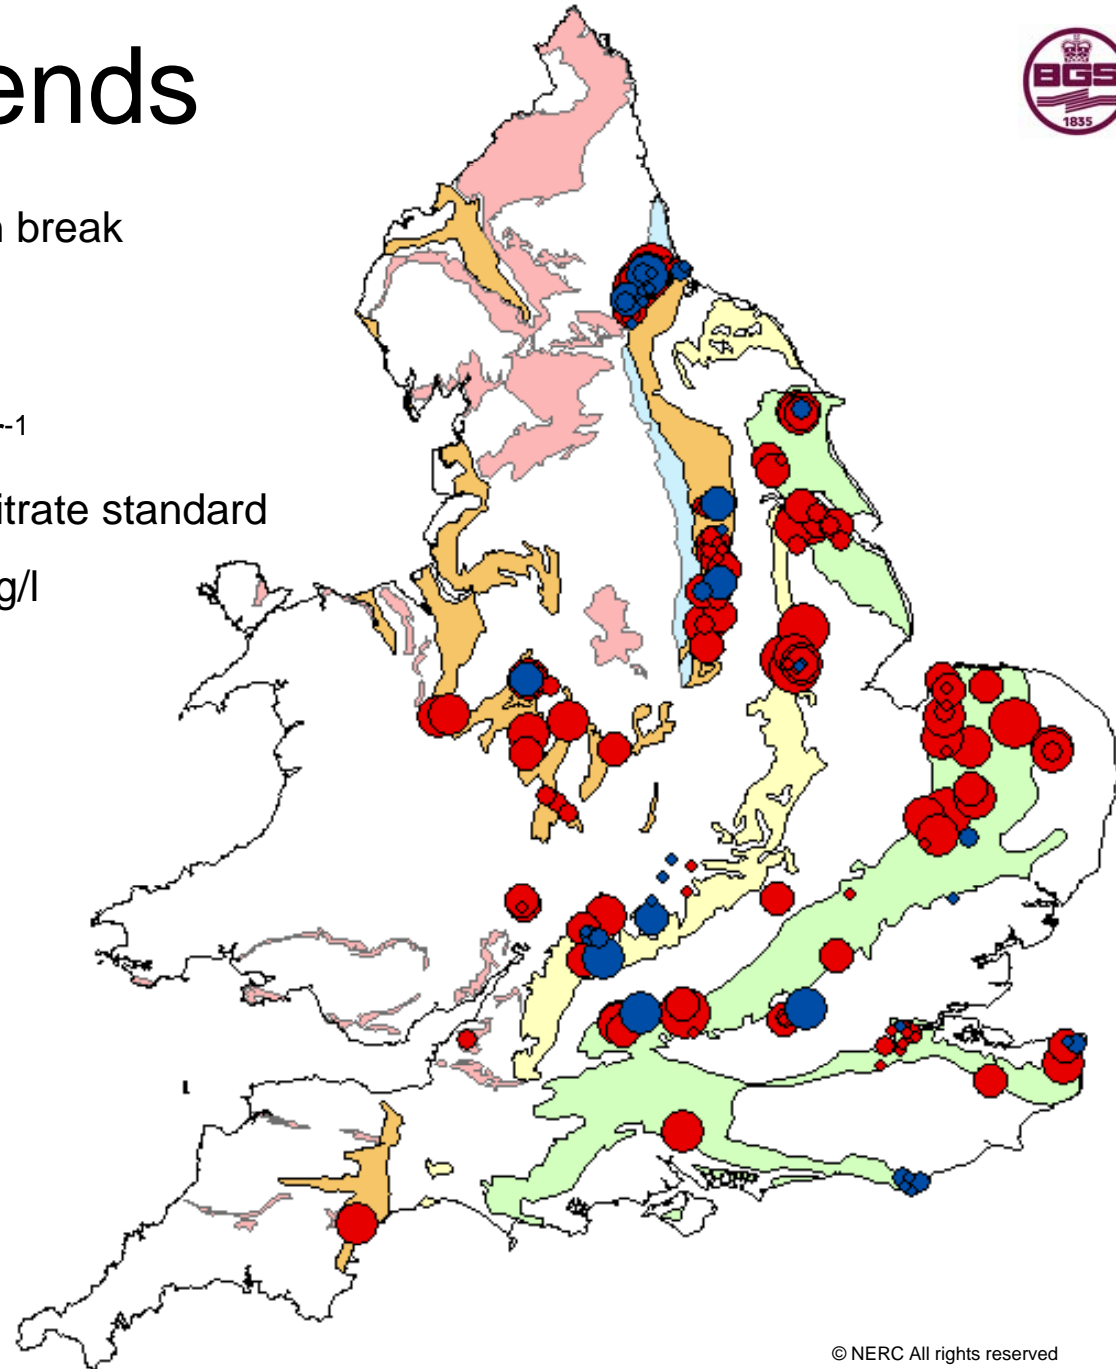 ends
BGS
1835
n break
r-1
itrate standard
g/l
© NERC All rights reserved